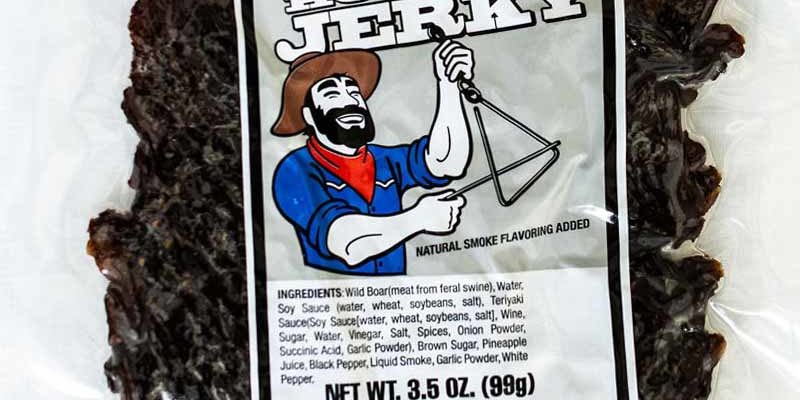 JERKY
NATURAL SMOKE FLAVORING ADDED
INGREDIENTS: Wild Boar(meat from feral swine), Water,
Soy Sauce (water, wheat, soybeans, salt), Teriyaki
Sauce(Soy Sauce[water, wheat, soybeans, salt], Wine,
Sugar, Water, Vinegar, Salt, Spices, Onion Powder,
Succinic Acid, Garlic Powder), Brown Sugar, Pineapple
Juice, Black Pepper, Liquid Smoke, Garlic Powder, White
Pepper.
NET WT. 3.5 OZ. (99g)